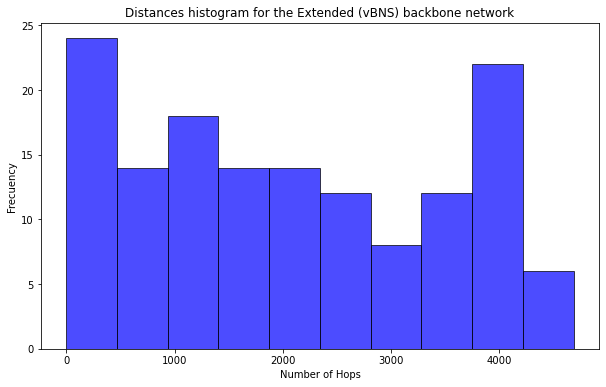 Distances histogram for the Extended (vBNS) backbone network
25
20
15
10
5
0
Frecuency
0 1000 2000 3000 4000
Number of Hops